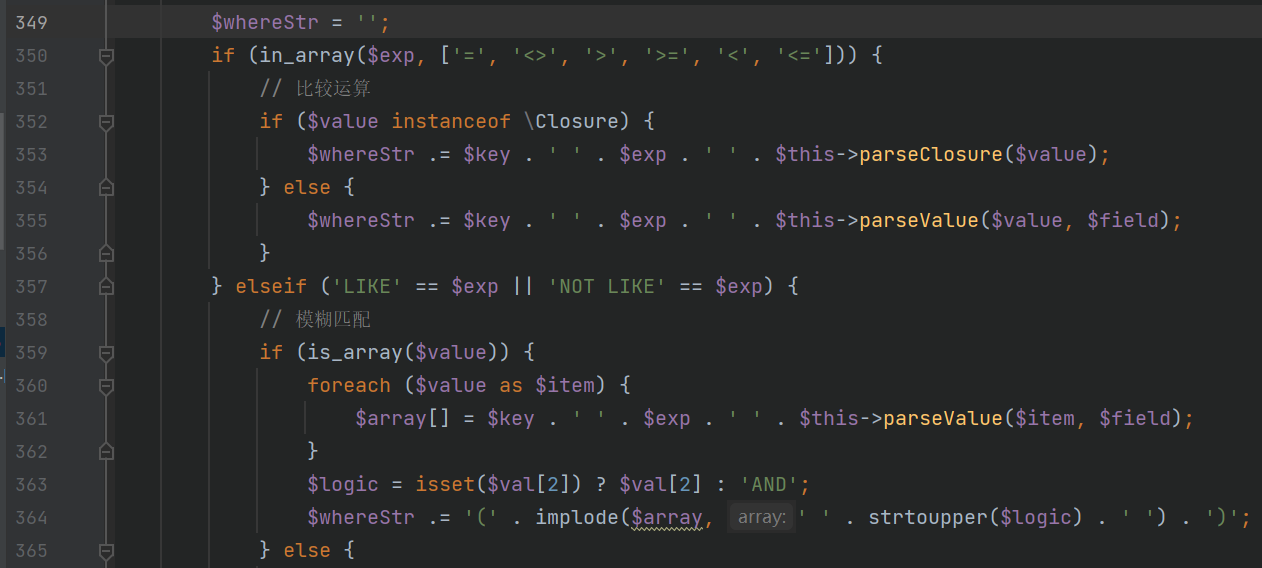 349 $whereStr = '';
350 if (in_array($exp, ['=', '<>', '>', '>=', '<', '<='])) {
351 // 比较运算
352 if ($value instanceof \Closure) {
353 $whereStr .= $key . ' ' . $exp . ' ' . $this->parseClosure($value);
354 } else {
355 $whereStr .= $key . ' ' . $exp . ' ' . $this->parseValue($value, $field);
356 }
357 } elseif ('LIKE' == $exp || 'NOT LIKE' == $exp) {
358 // 模糊匹配
359 if (is_array($value)) {
360 foreach ($value as $item) {
361 $array[] = $key . ' ' . $exp . ' ' . $this->parseValue($item, $field);
362 }
363 $logic = isset($val[2]) ? $val[2] : 'AND';
364 $whereStr .= '(' . implode($array, array: ' ' . strtoupper($logic) . ' ') . ')';
365 } else {